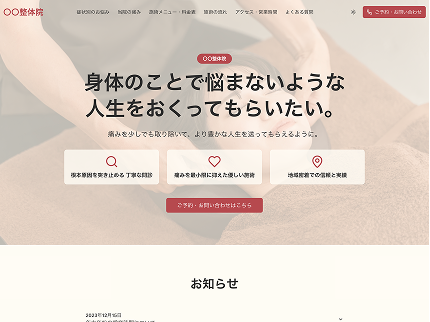 〇〇整体院
症状別のお悩み 当院の強み 施術メニュー・料金表 施術の流れ アクセス・営業時間 よくある質問
ご予約・お問い合わせ
〇〇整体院
身体のことで悩まないような
人生をおくってもらいたい。
痛みを少しでも取り除いて、より豊かな人生を送ってもらえるように。
根本原因を突き止める 丁寧な問診
痛みを最小限に抑えた優しい施術
地域密着での信頼と実績
ご予約・お問い合わせはこちら
お知らせ
2023年12月15日